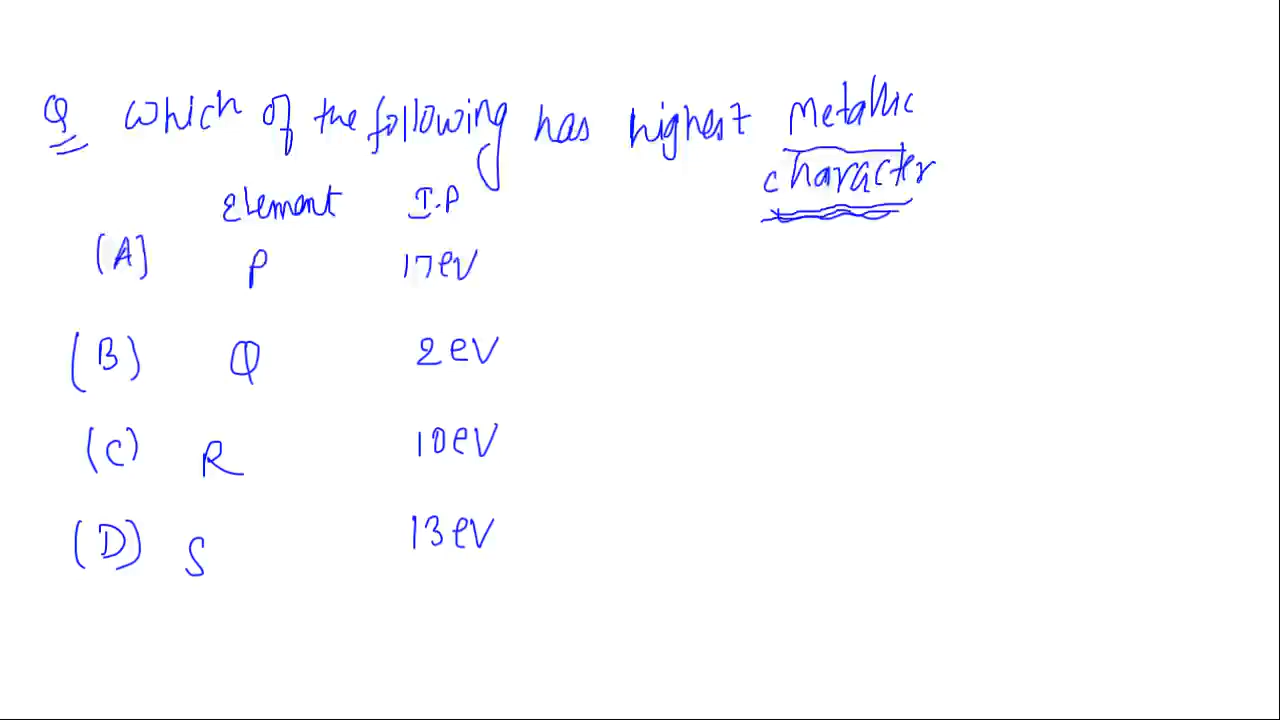 Q Which of the following has highest Metallic
character
Element I.P
(A) P 17eV
(B) Q 2eV
(C) R 10eV
(D) S 13eV